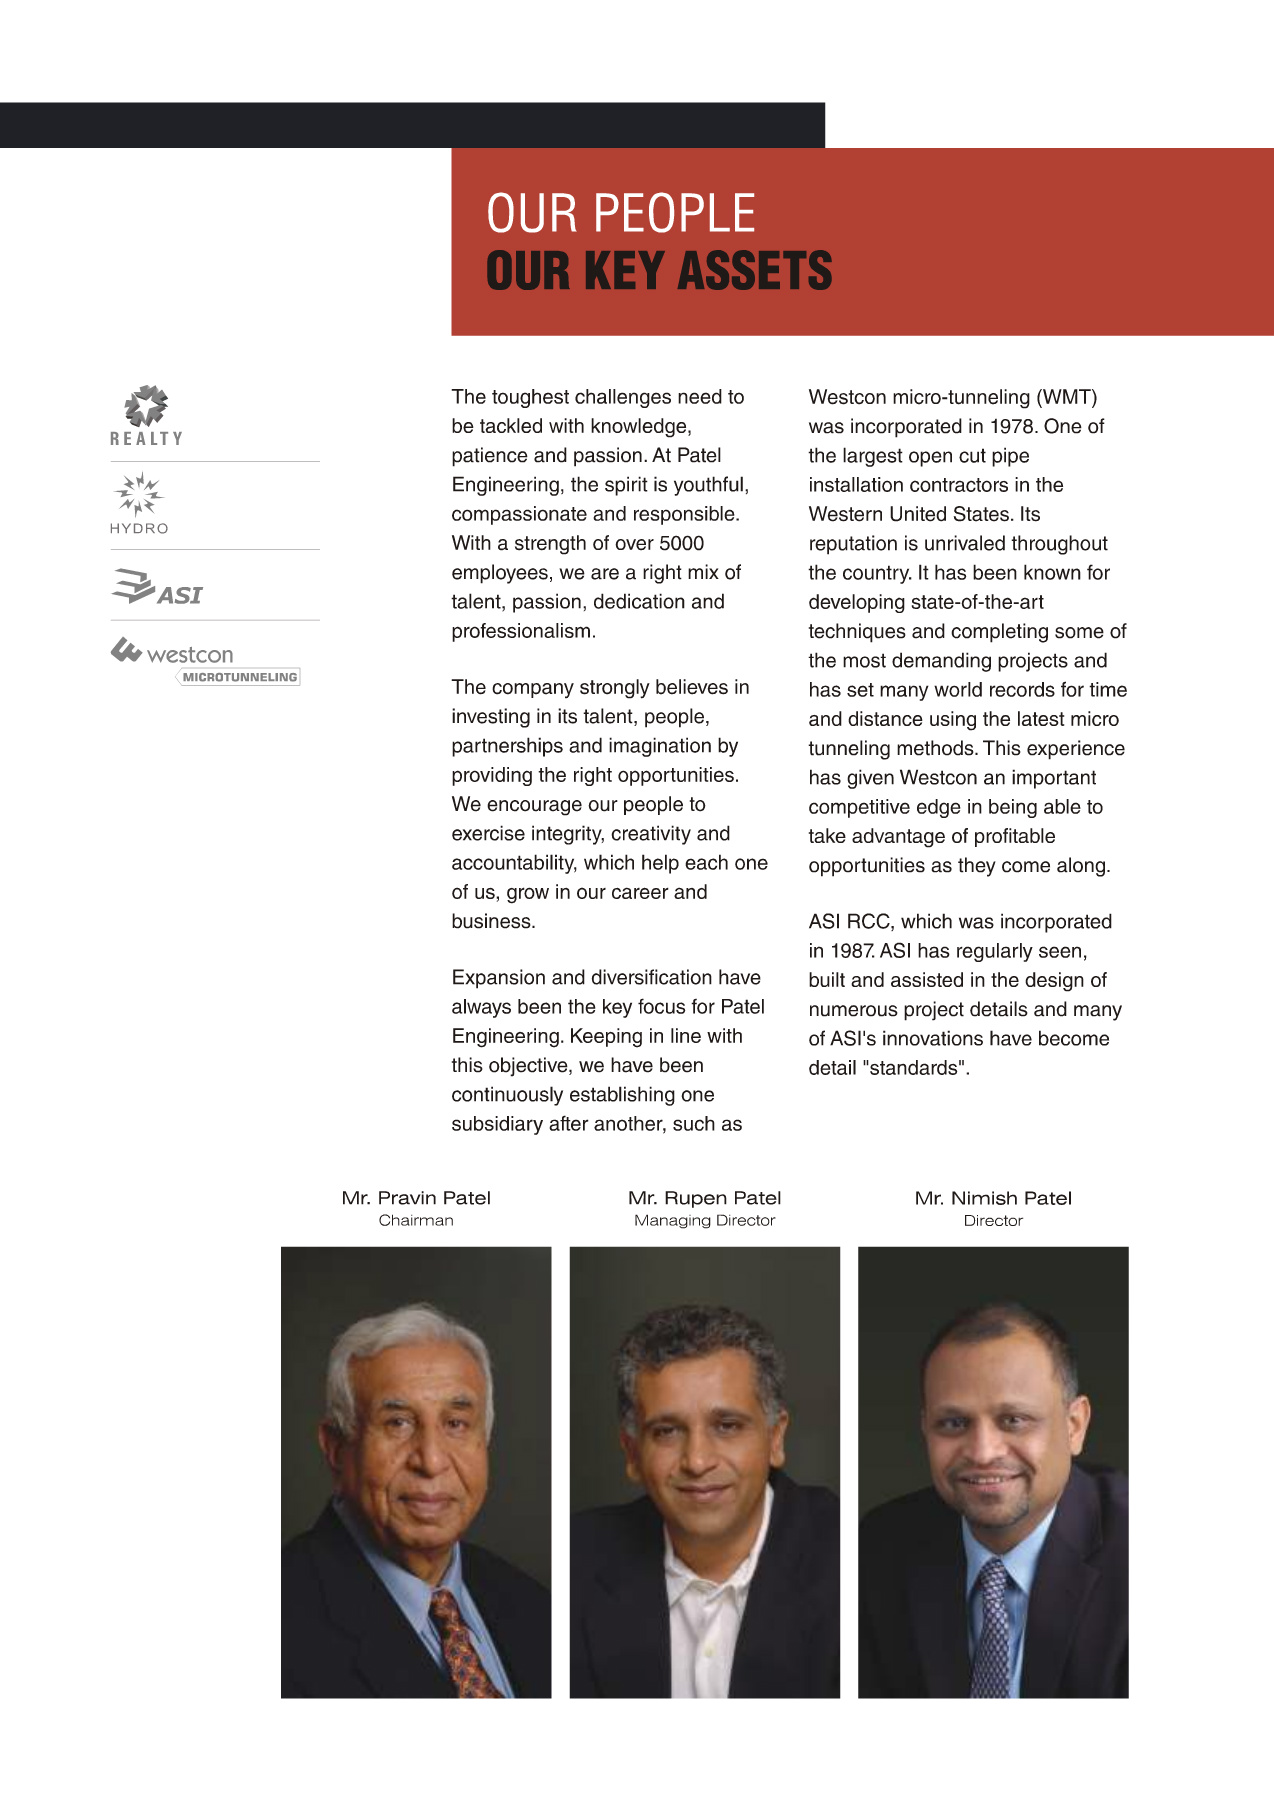 OUR PEOPLE
OUR KEY ASSETS
REALTY
HYDRO
ASI
westcon
MICROTUNNELING
The toughest challenges need to
be tackled with knowledge,
patience and passion. At Patel
Engineering, the spirit is youthful,
compassionate and responsible.
With a strength of over 5000
employees, we are a right mix of
talent, passion, dedication and
professionalism.
The company strongly believes in
investing in its talent, people,
partnerships and imagination by
providing the right opportunities.
We encourage our people to
exercise integrity, creativity and
accountability, which help each one
of us, grow in our career and
business.
Expansion and diversification have
always been the key focus for Patel
Engineering. Keeping in line with
this objective, we have been
continuously establishing one
subsidiary after another, such as
Westcon micro-tunneling (WMT)
was incorporated in 1978. One of
the largest open cut pipe
installation contractors in the
Western United States. Its
reputation is unrivaled throughout
the country. It has been known for
developing state-of-the-art
techniques and completing some of
the most demanding projects and
has set many world records for time
and distance using the latest micro
tunneling methods. This experience
has given Westcon an important
competitive edge in being able to
take advantage of profitable
opportunities as they come along.
ASI RCC, which was incorporated
in 1987. ASI has regularly seen,
built and assisted in the design of
numerous project details and many
of ASI's innovations have become
detail "standards".
Mr. Pravin Patel
Chairman
Mr. Rupen Patel
Managing Director
Mr. Nimish Patel
Director